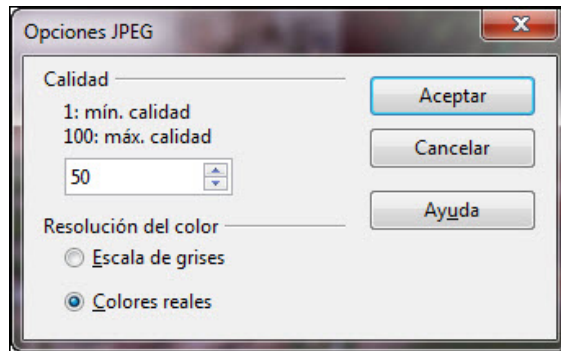 Opciones JPEG
X
Calidad
1: mín. calidad
100: máx. calidad
50
Resolución del color
Escala de grises
Colores reales
Aceptar
Cancelar
Ayuda